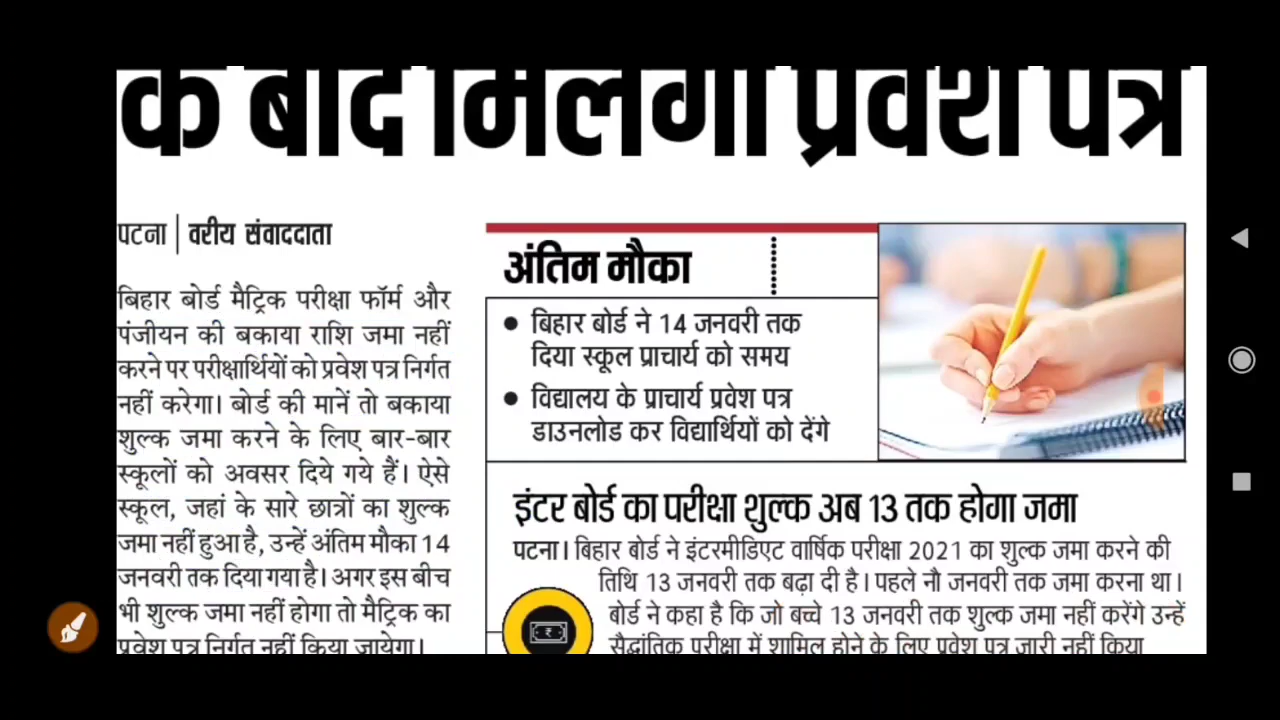 के बाद मिलेगा प्रवेश पत्र
पटना | वरीय संवाददाता
बिहार बोर्ड मैट्रिक परीक्षा फॉर्म और
पंजीयन की बकाया राशि जमा नहीं
करने पर परीक्षार्थियों को प्रवेश पत्र निर्गत
नहीं करेगा। बोर्ड की मानें तो बकाया
शुल्क जमा करने के लिए बार-बार
स्कूलों को अवसर दिये गये हैं। ऐसे
स्कूल, जहां के सारे छात्रों का शुल्क
जमा नहीं हुआ है, उन्हें अंतिम मौका 14
जनवरी तक दिया गया है। अगर इस बीच
भी शुल्क जमा नहीं होगा तो मैट्रिक का
प्रवेश पत्र निर्गत नहीं किया जायेगा।
अंतिम मौका
● बिहार बोर्ड ने 14 जनवरी तक
दिया स्कूल प्राचार्य को समय
● विद्यालय के प्राचार्य प्रवेश पत्र
डाउनलोड कर विद्यार्थियों को देंगे
इंटर बोर्ड का परीक्षा शुल्क अब 13 तक होगा जमा
पटना। बिहार बोर्ड ने इंटरमीडिएट वार्षिक परीक्षा 2021 का शुल्क जमा करने की
तिथि 13 जनवरी तक बढ़ा दी है। पहले नौ जनवरी तक जमा करना था।
बोर्ड ने कहा है कि जो बच्चे 13 जनवरी तक शुल्क जमा नहीं करेंगे उन्हें
सैद्धांतिक परीक्षा में शामिल होने के लिए प्रवेश पत्र जारी नहीं किया
₹